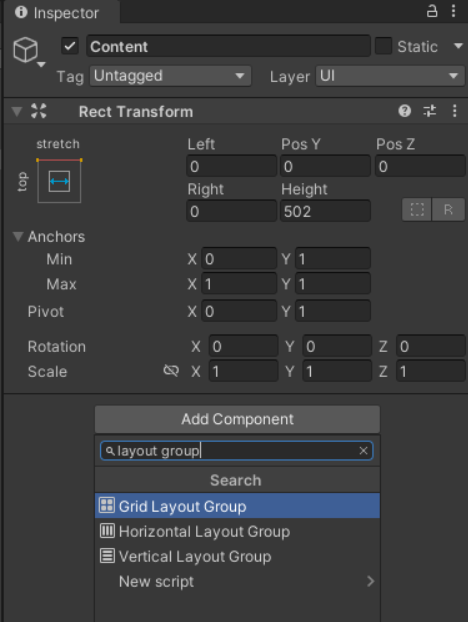 Inspector
Content
Static
Tag Untagged Layer UI
Rect Transform
stretch
top
Left Pos Y Pos Z
0 0 0
Right Height
0 502
R
Anchors
Min X 0 Y 1
Max X 1 Y 1
Pivot X 0 Y 1
Rotation X 0 Y 0 Z 0
Scale X 1 Y 1 Z 1
Add Component
layout group
Search
Grid Layout Group
Horizontal Layout Group
Vertical Layout Group
New script